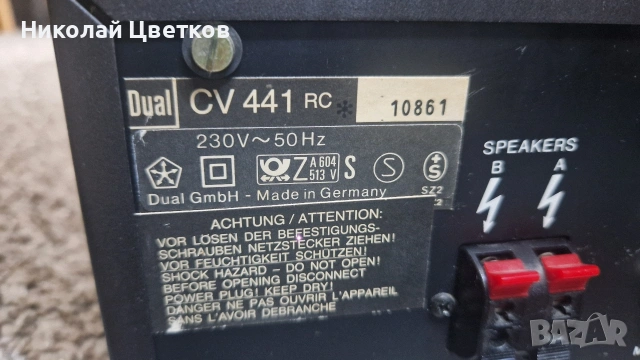 Николай Цветков
Dual CV 441 RC * 10861
230V~50Hz
Z A 604 513 V S S +S
Dual GmbH - Made in Germany SZ2
ACHTUNG / ATTENTION:
VOR LÖSEN DER BEFESTIGUNGS-
SCHRAUBEN NETZSTECKER ZIEHEN!
VOR FEUCHTIGKEIT SCHÜTZEN!
SHOCK HAZARD - DO NOT OPEN!
BEFORE OPENING DISCONNECT
POWER PLUG! KEEP DRY!
DANGER NE PAS OUVRIR L'APPAREIL
SANS L'AVOIR DEBRANCHE
SPEAKERS
B A
bazar